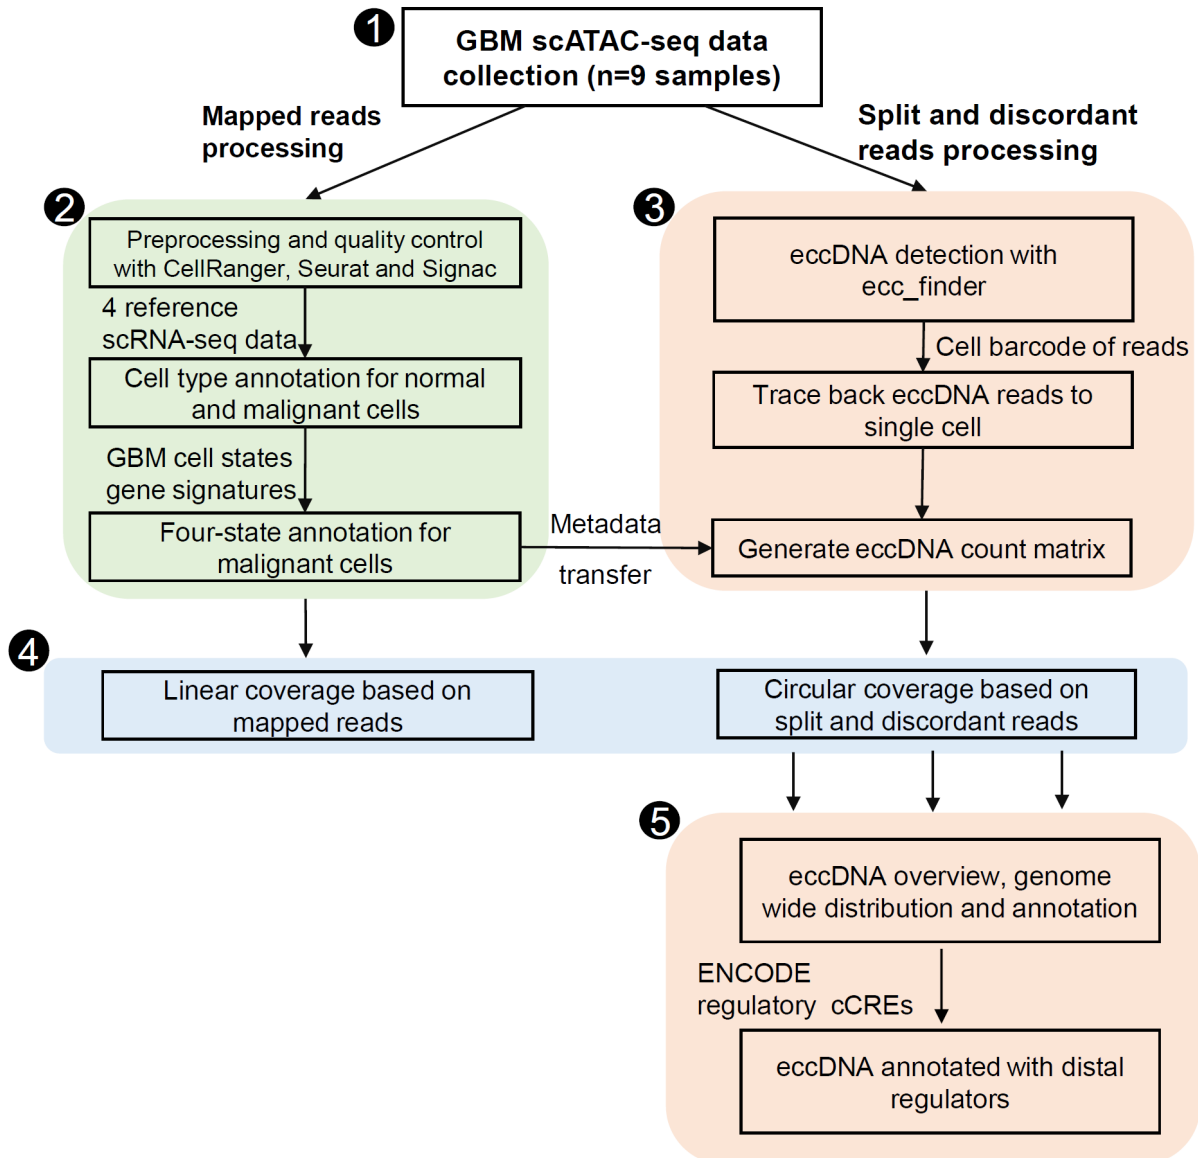 1
GBM scATAC-seq data
collection (n=9 samples)
Mapped reads
processing
Split and discordant
reads processing
2
Preprocessing and quality control
with CellRanger, Seurat and Signac
4 reference
scRNA-seq data
Cell type annotation for normal
and malignant cells
GBM cell states
gene signatures
Four-state annotation for
malignant cells
Metadata
transfer
3
eccDNA detection with
ecc_finder
Cell barcode of reads
Trace back eccDNA reads to
single cell
Generate eccDNA count matrix
4
Linear coverage based on
mapped reads
Circular coverage based on
split and discordant reads
5
eccDNA overview, genome
wide distribution and annotation
ENCODE
regulatory cCREs
eccDNA annotated with distal
regulators